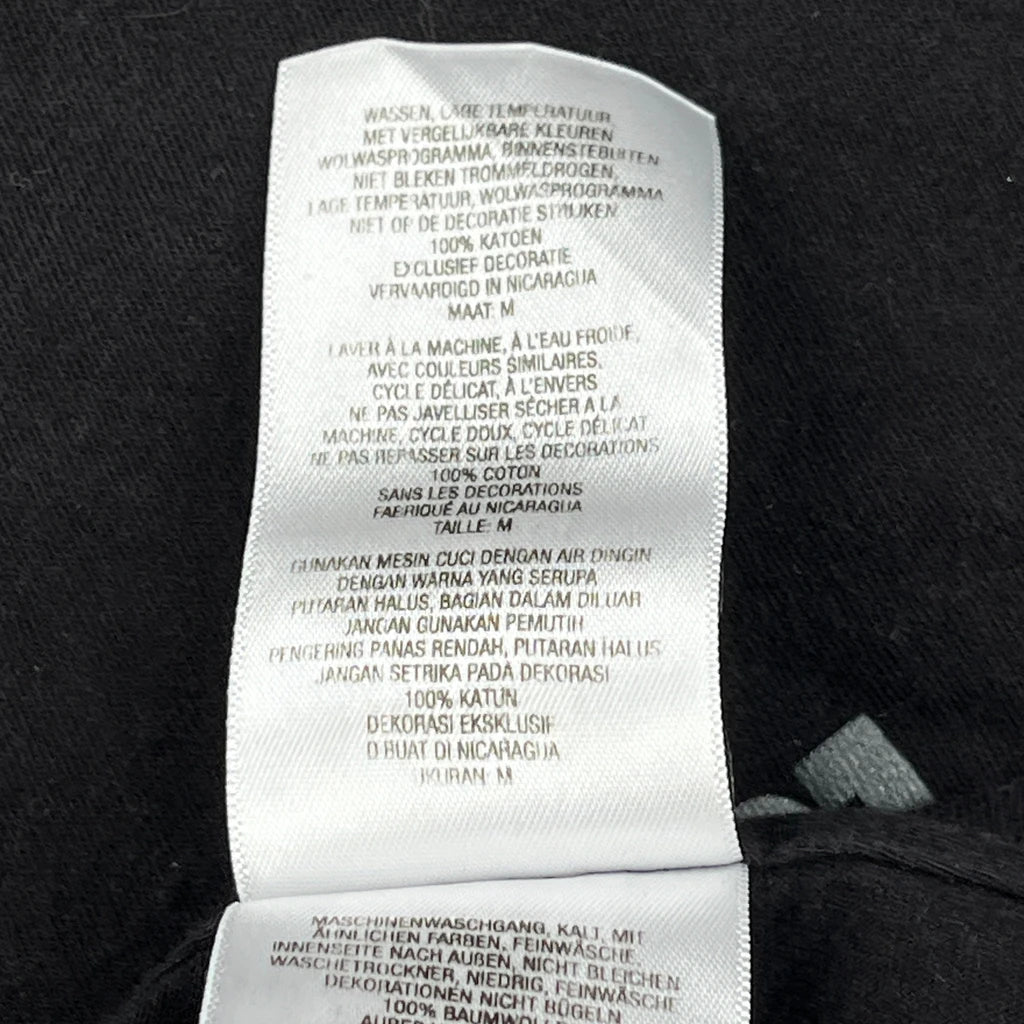 WASSEN, LAGE TEMPERATUUR
MET VERGELIJKBARE KLEUREN
WOLWASPROGRAMMA, BINNENSTEBUITEN
NIET BLEKEN TROMMELDROGEN,
LAGE TEMPERATUUR, WOLWASPROGRAMMA
NIET OP DE DECORATIE STRIJKEN
100% KATOEN
EXCLUSIEF DECORATIE
VERVAARDIGD IN NICARAGUA
MAAT: M
LAVER À LA MACHINE, À L'EAU FROIDE,
AVEC COULEURS SIMILAIRES,
CYCLE DÉLICAT, À L'ENVERS
NE PAS JAVELLISER SÉCHER A LA
MACHINE, CYCLE DOUX, CYCLE DÉLICAT
NE PAS REPASSER SUR LES DECORATIONS
100% COTON
SANS LES DECORATIONS
FABRIQUÉ AU NICARAGUA
TAILLE: M
GUNAKAN MESIN CUCI DENGAN AIR DINGIN
DENGAN WARNA YANG SERUPA
PUTARAN HALUS, BAGIAN DALAM DILUAR
JANGAN GUNAKAN PEMUTIH
PENGERING PANAS RENDAH, PUTARAN HALUS
JANGAN SETRIKA PADA DEKORASI
100% KATUN
DEKORASI EKSKLUSIF
DIBUAT DI NICARAGUA
UKURAN: M
MASCHINENWASCHGANG, KALT, MIT
ÄHNLICHEN FARBEN, FEINWÄSCHE,
INNENSEITE NACH AUßEN, NICHT BLEICHEN
WASCHETROCKNER, NIEDRIG, FEINWÄSCHE
DEKORATIONEN NICHT BÜGELN
100% BAUMWOLLE